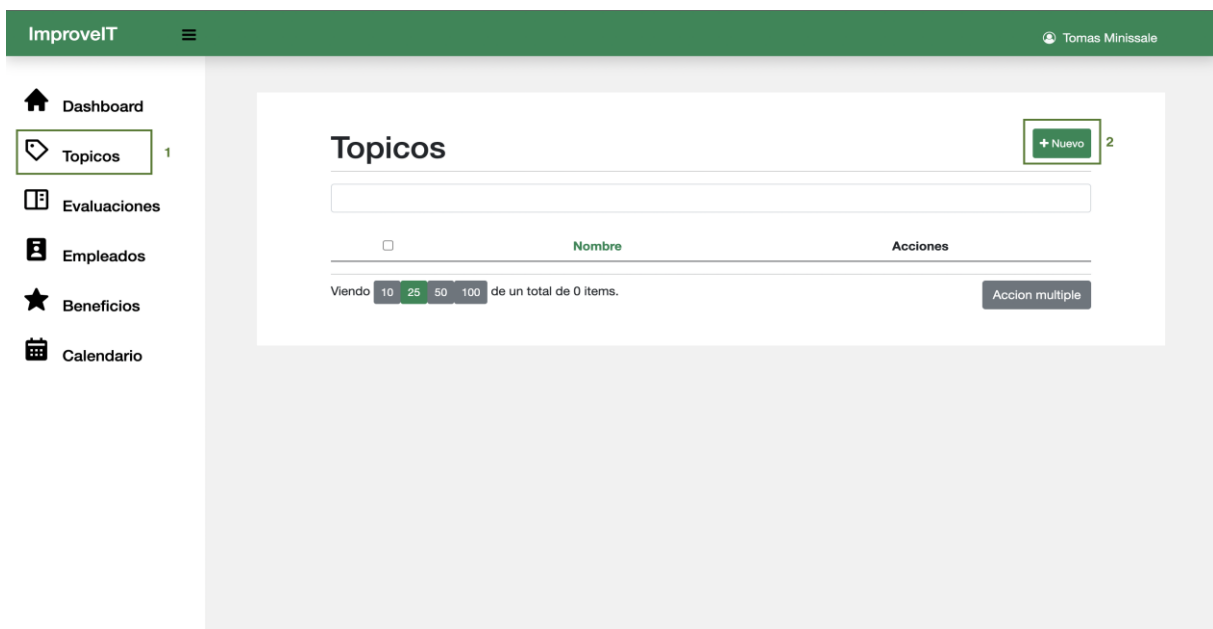 ImproveIT
Tomas Minissale
Dashboard
Topicos 1
Evaluaciones
Empleados
Beneficios
Calendario
Topicos
+ Nuevo 2
Nombre Acciones
Viendo 10 25 50 100 de un total de 0 items.
Accion multiple